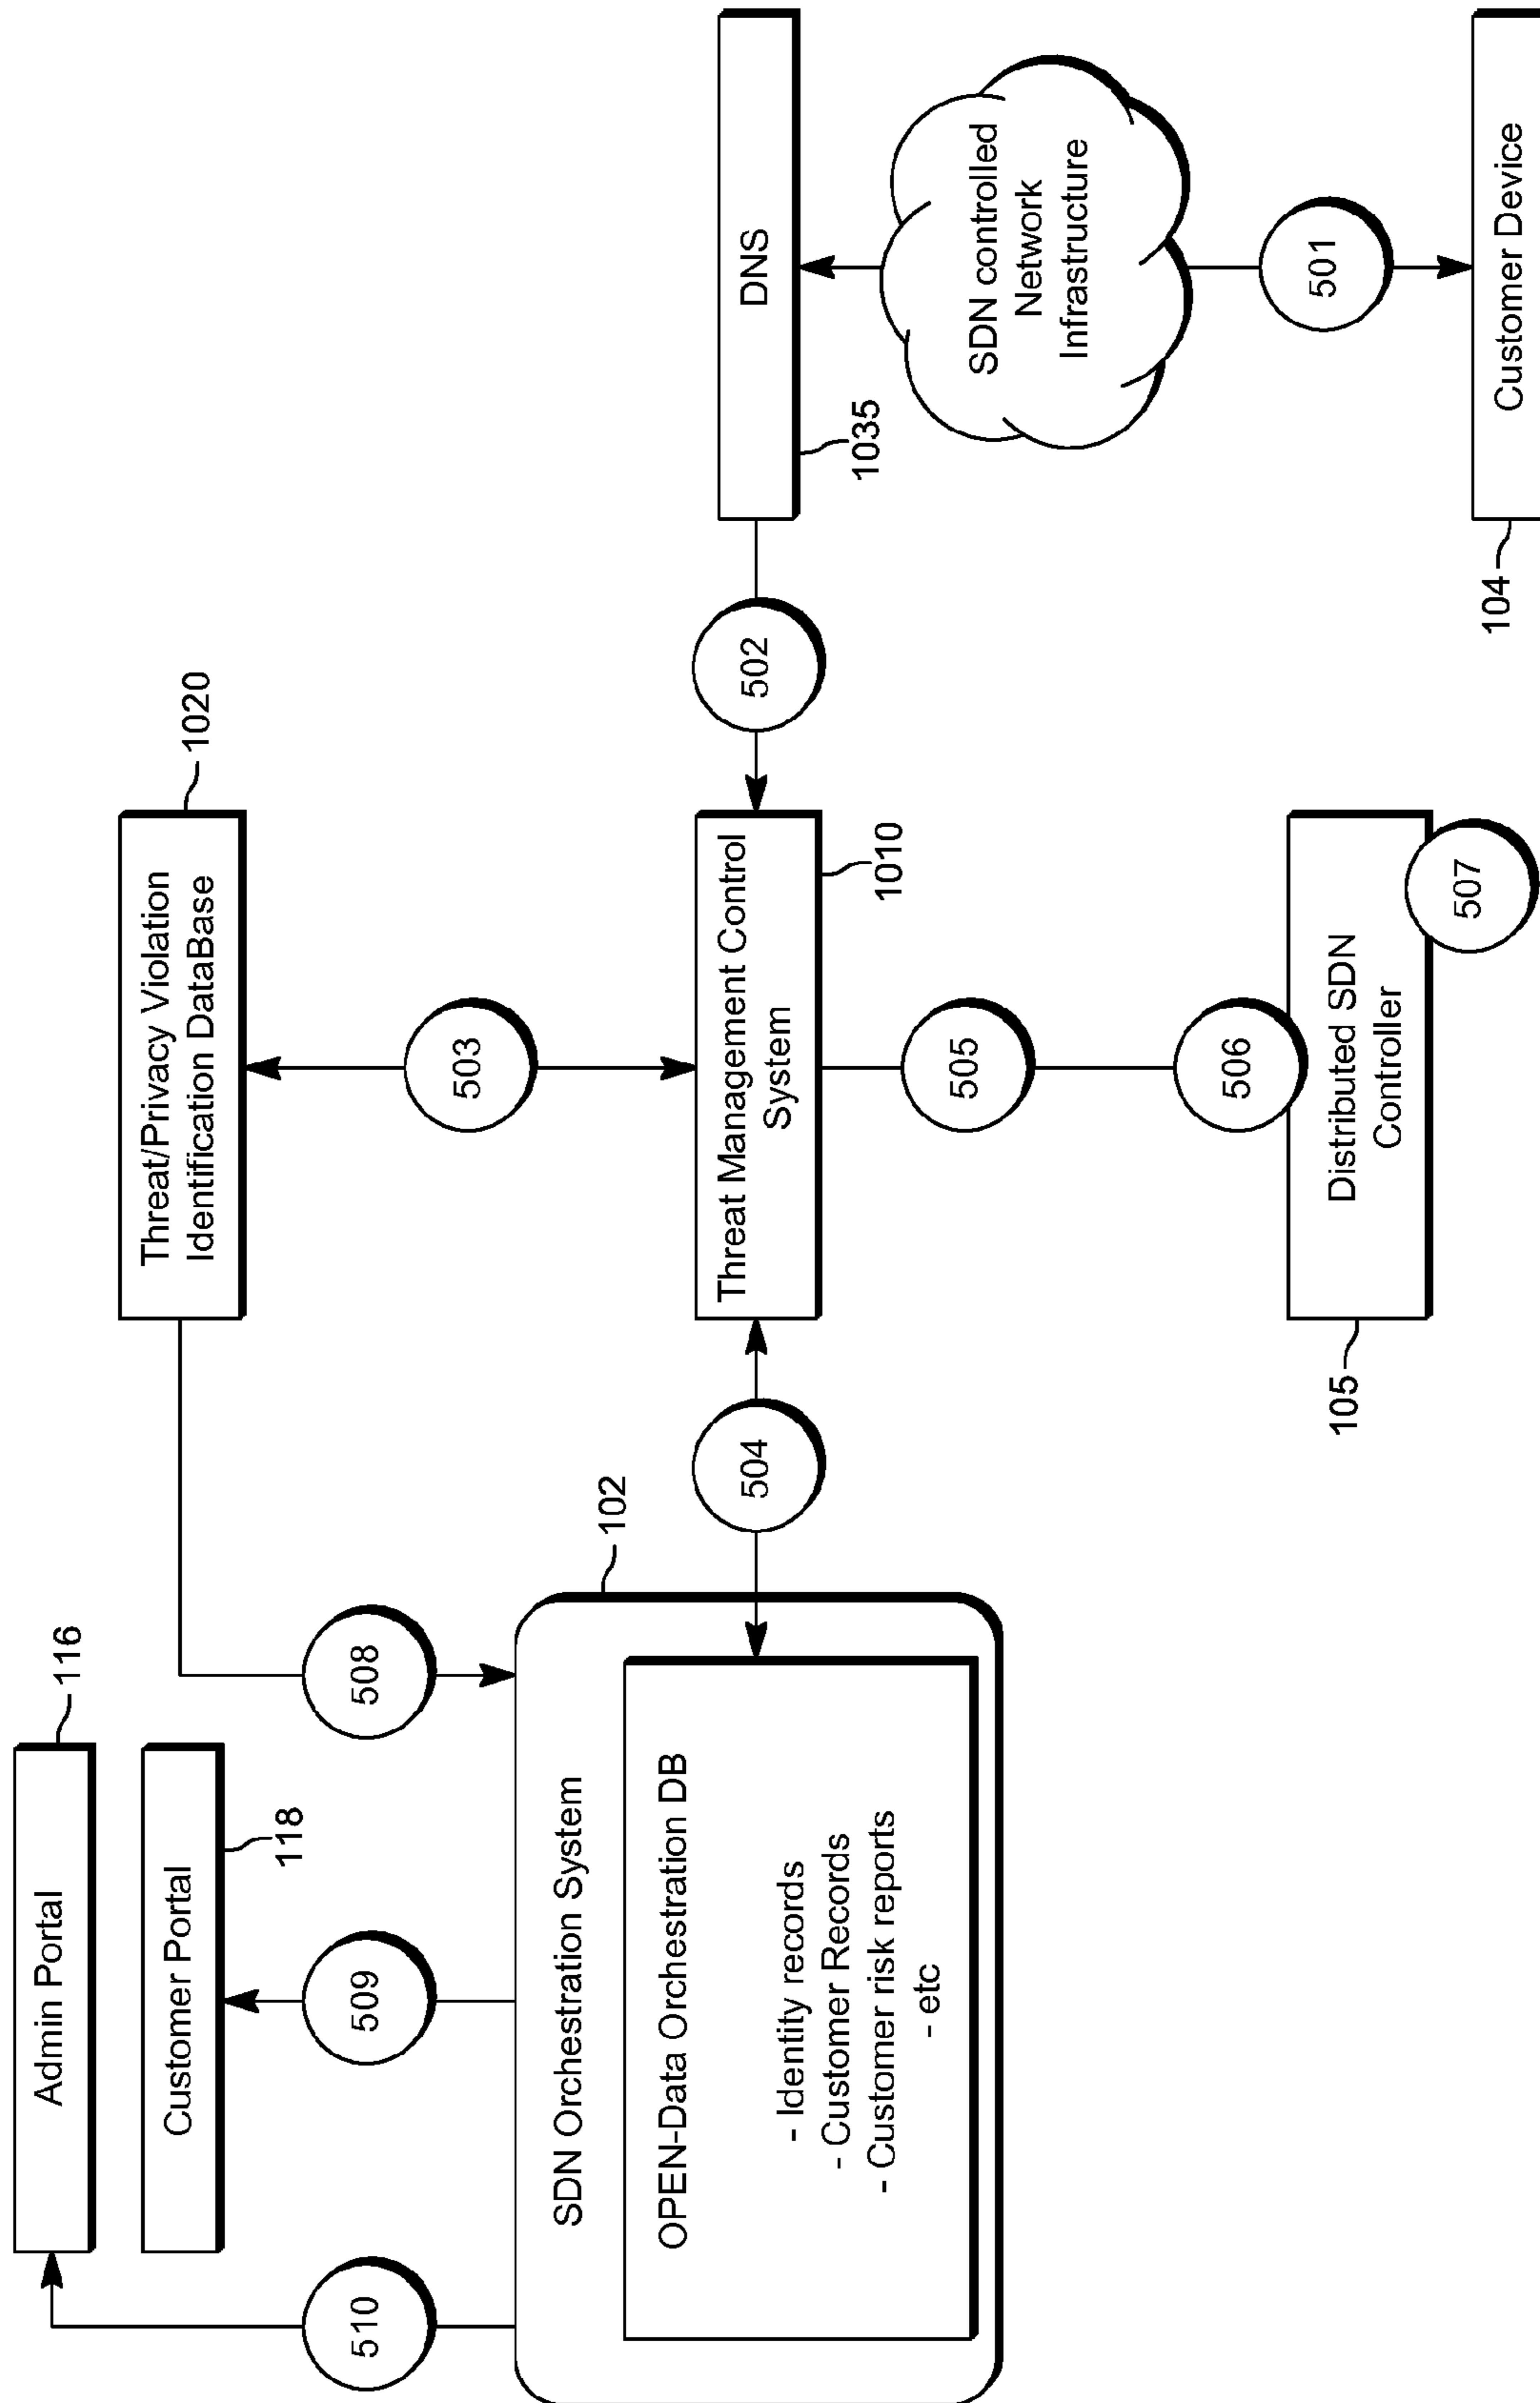 Admin Portal
116
Customer Portal
118
510
509
508
SDN Orchestration System
102
OPEN-Data Orchestration DB
- Identity records
- Customer Records
- Customer risk reports
- etc
504
Threat/Privacy Violation
Identification DataBase
1020
503
Threat Management Control
System
1010
505
506
Distributed SDN
Controller
105
507
502
DNS
1035
SDN controlled
Network
Infrastructure
501
Customer Device
104